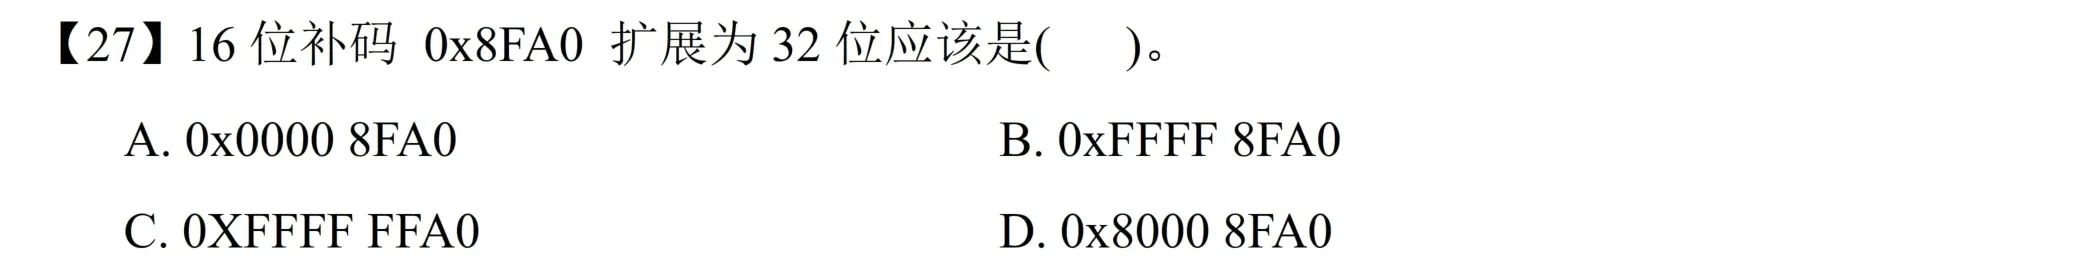 【27】16 位补码 0x8FA0 扩展为 32 位应该是( )。
A. 0x0000 8FA0 B. 0xFFFF 8FA0
C. 0XFFFF FFA0 D. 0x8000 8FA0